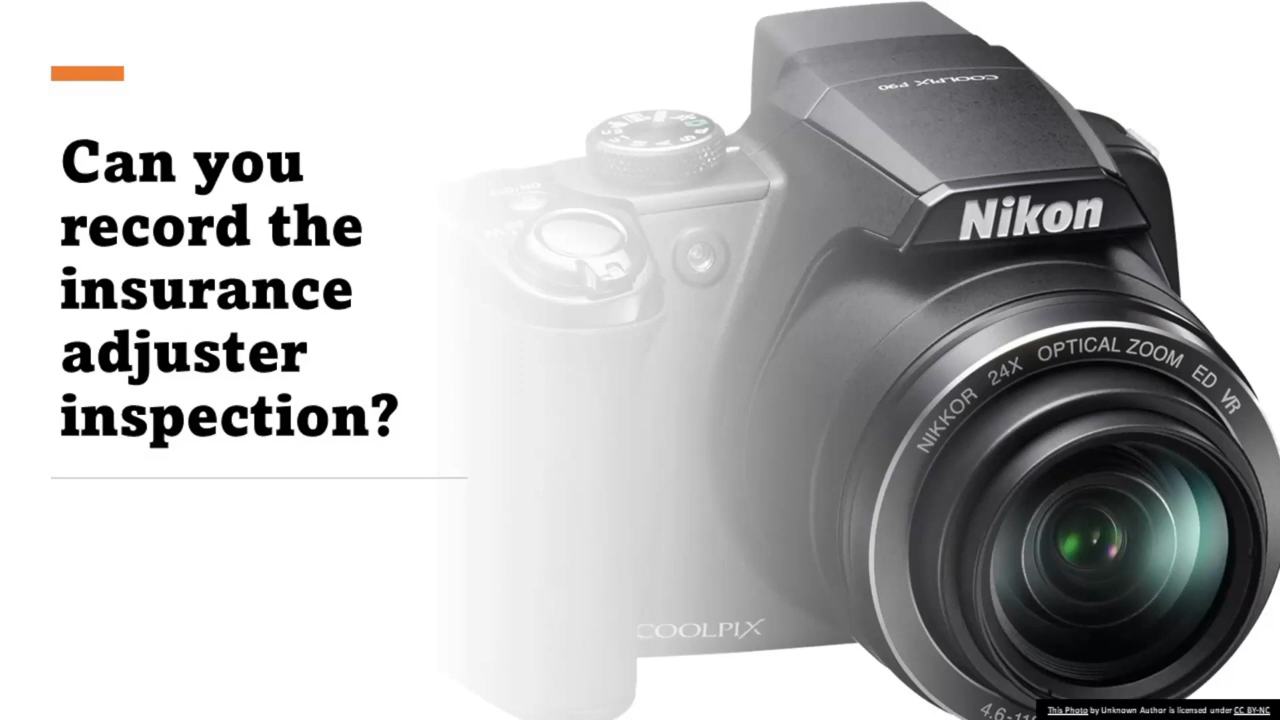 Can you
record the
insurance
adjuster
inspection?
COOLPIX P90
Nikon
NIKKOR 24X OPTICAL ZOOM ED VR
COOLPIX
This Photo by Unknown Author is licensed under CC BY-NC